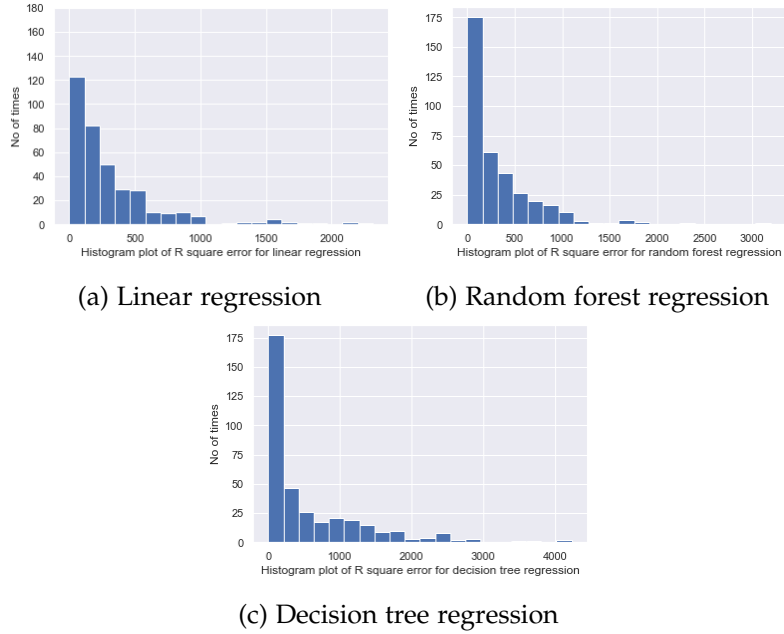 180
160
140
120
100
80
60
40
20
0
No of times
0 500 1000 1500 2000
Histogram plot of R square error for linear regression
(a) Linear regression
175
150
125
100
75
50
25
0
No of times
0 500 1000 1500 2000 2500 3000
Histogram plot of R square error for random forest regression
(b) Random forest regression
175
150
125
100
75
50
25
0
No of times
0 1000 2000 3000 4000
Histogram plot of R square error for decision tree regression
(c) Decision tree regression